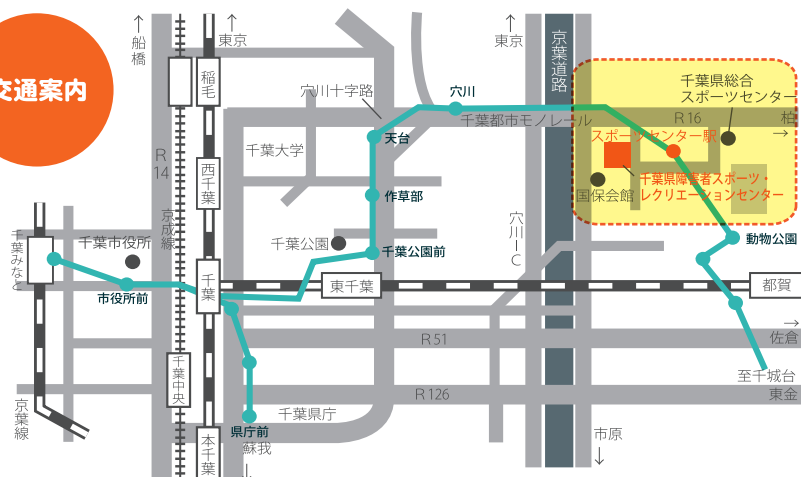 交通案内
船橋
東京
東京
京葉道路
稲毛
穴川十字路
穴川
千葉都市モノレール
R16
柏
千葉県総合
スポーツセンター
スポーツセンター駅
千葉県障害者スポーツ・
レクリエーションセンター
国保会館
R
14
千葉大学
天台
西千葉
作草部
京成線
千葉公園
千葉公園前
穴川IC
動物公園
千葉みなと
千葉市役所
市役所前
千葉
東千葉
都賀
R51
佐倉
千葉中央
至千城台
R126
東金
京葉線
千葉県庁
県庁前
本千葉
蘇我
市原